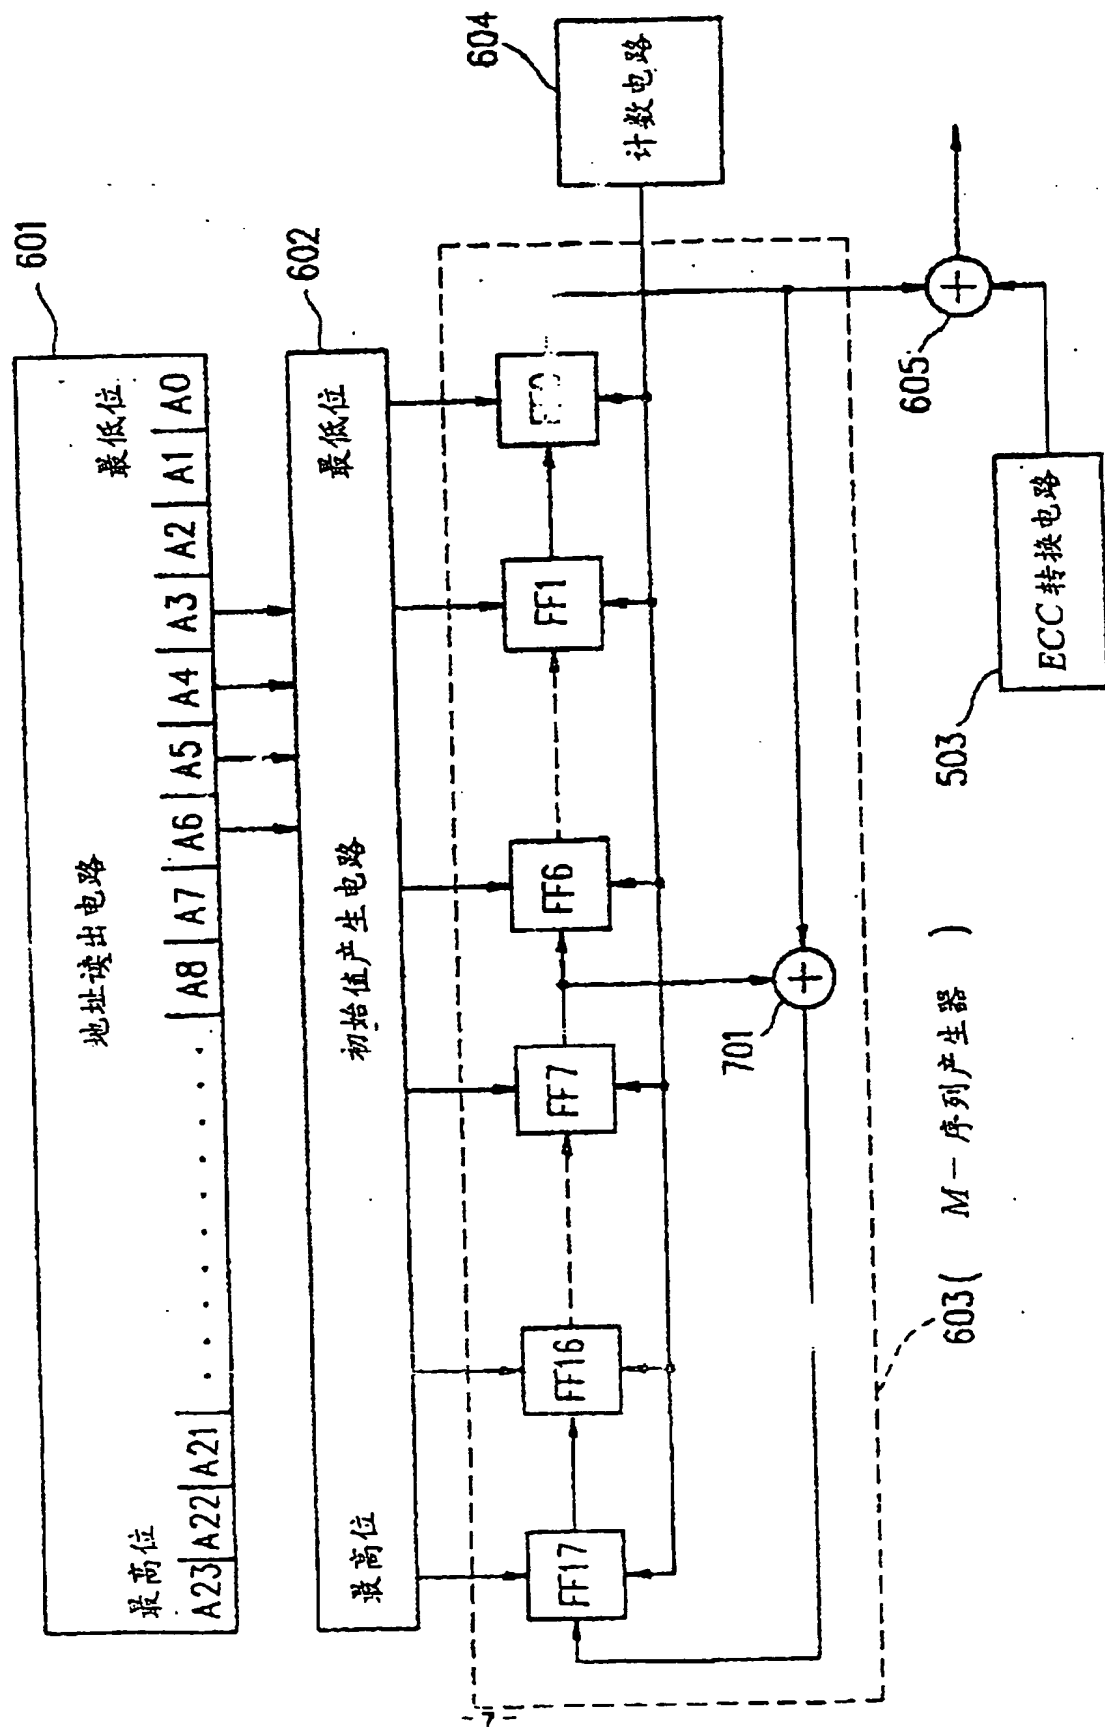 601
地址读出电路
最高位
最低位
A23 A22 A21 · · · · · · · · A8 A7 A6 A5 A4 A3 A2 A1 A0
602
初始值产生电路
最高位
最低位
604
计数电路
FF17
FF16
FF7
FF6
FF1
701
605
603( M－序列产生器 )
503
ECC转换电路
-7-